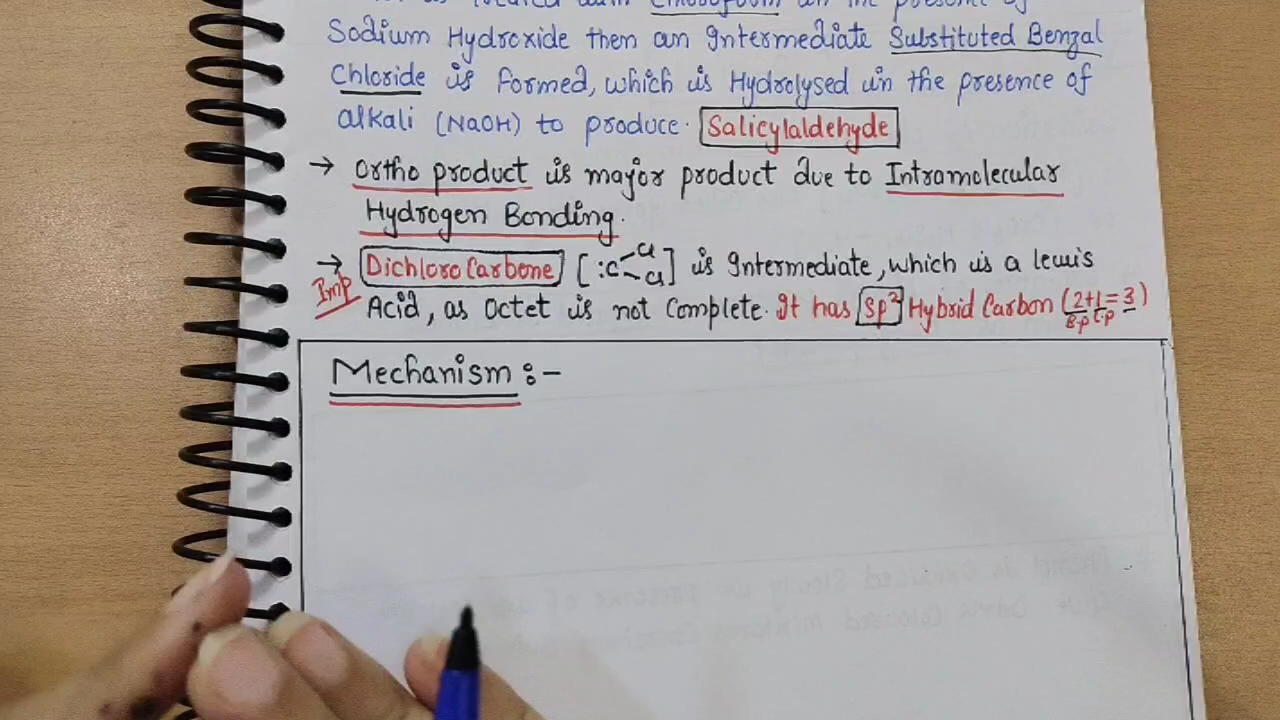 Sodium Hydroxide then an Intermediate Substituted Benzal
Chloride is formed, which is Hydrolysed in the presence of
alkali (NaOH) to produce. Salicylaldehyde
→ Ortho product is major product due to Intramolecular
Hydrogen Bonding.
→ Dichloro Carbene [:C Cl Cl] is Intermediate, which is a lewis
Imp
Acid, as Octet is not Complete. It has Sp² Hybrid Carbon (2+1=3)
B.p L.p
Mechanism :-